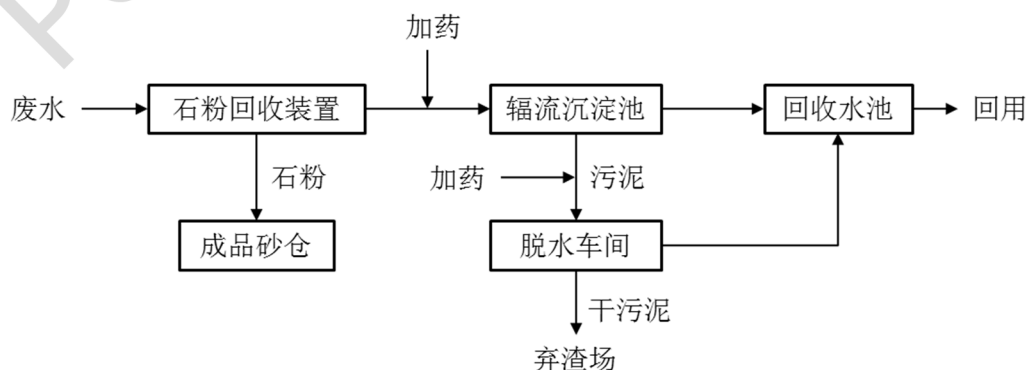 加药
废水
石粉回收装置
辐流沉淀池
回收水池
回用
石粉
加药
污泥
成品砂仓
脱水车间
干污泥
弃渣场